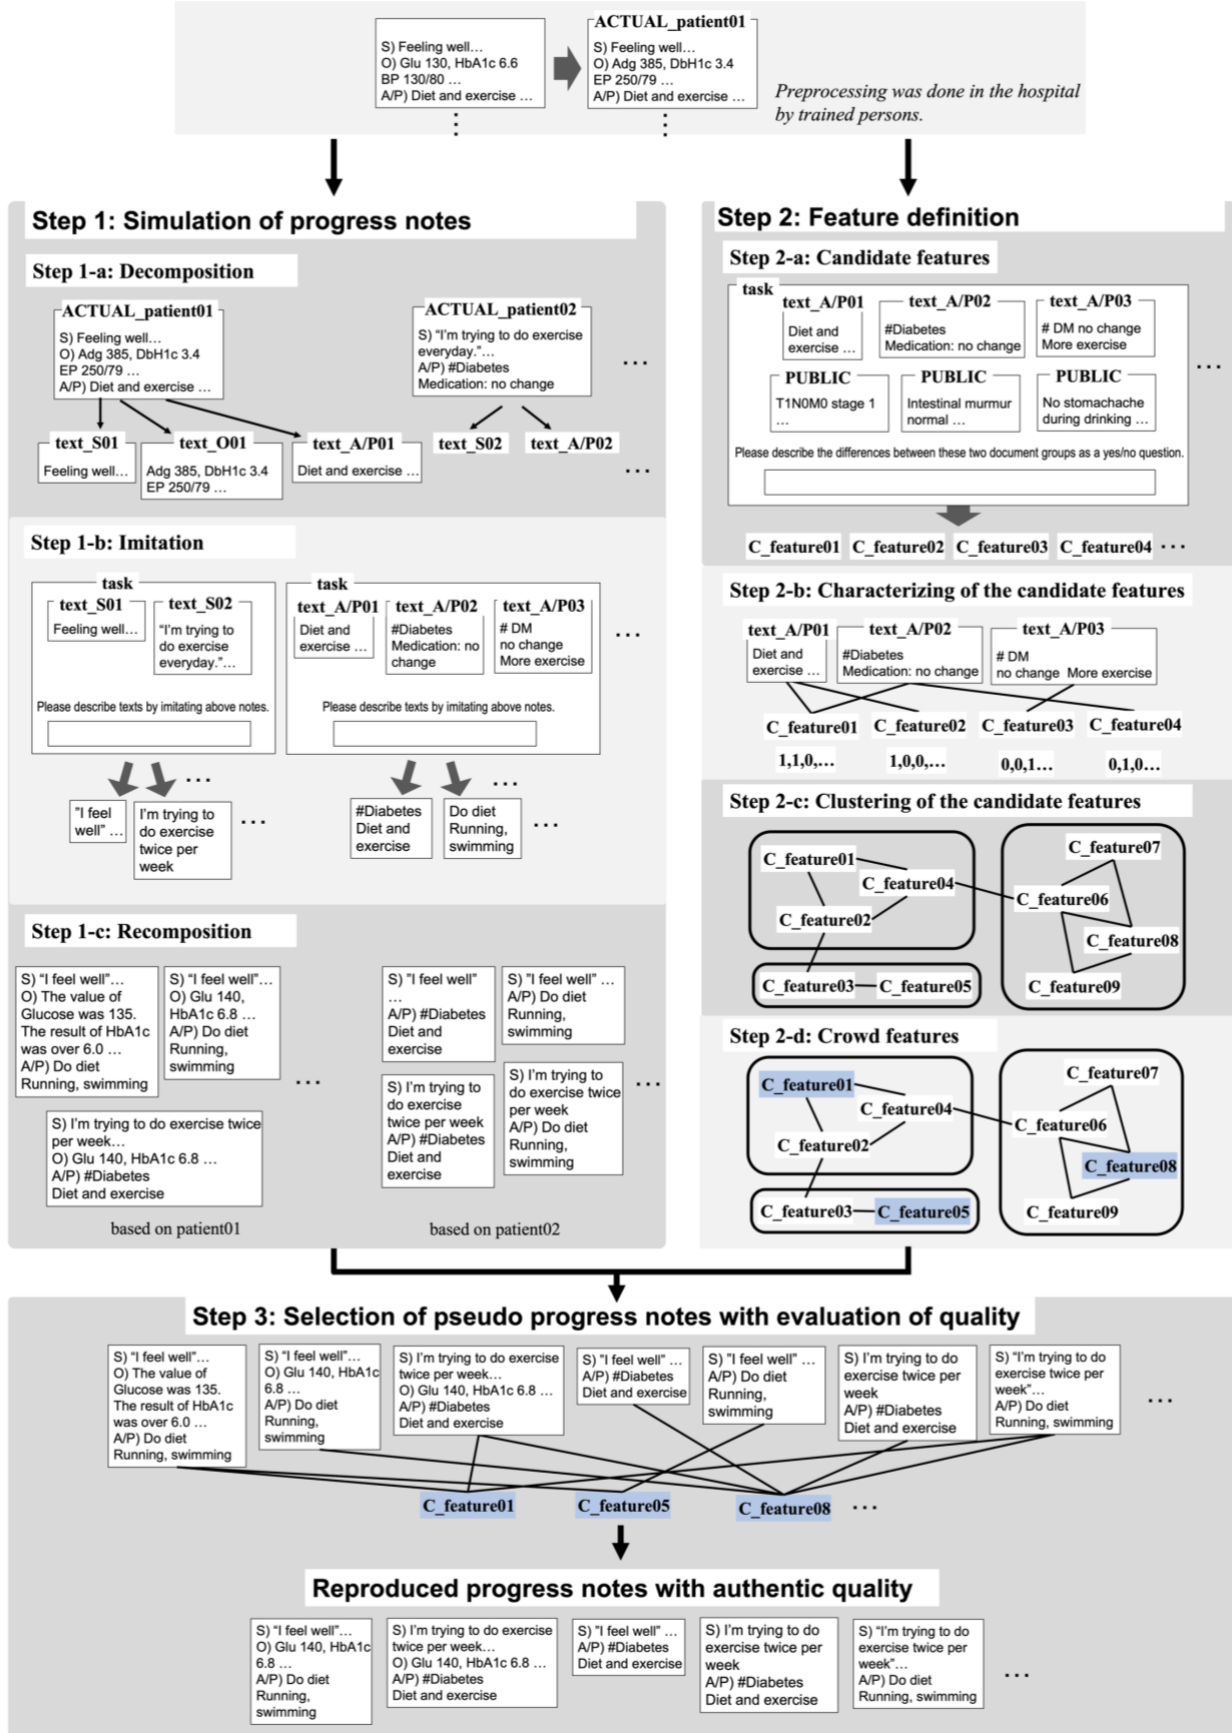 S) Feeling well…
O) Glu 130, HbA1c 6.6
BP 130/80 …
A/P) Diet and exercise …
ACTUAL_patient01
S) Feeling well…
O) Adg 385, DbH1c 3.4
EP 250/79 …
A/P) Diet and exercise …
Preprocessing was done in the hospital
by trained persons.
Step 1: Simulation of progress notes
Step 1-a: Decomposition
ACTUAL_patient01
S) Feeling well…
O) Adg 385, DbH1c 3.4
EP 250/79 …
A/P) Diet and exercise …
ACTUAL_patient02
S) “I’m trying to do exercise
everyday.”…
A/P) #Diabetes
Medication: no change
...
text_S01
Feeling well…
text_O01
Adg 385, DbH1c 3.4
EP 250/79 …
text_A/P01
Diet and exercise …
text_S02
text_A/P02
...
Step 1-b: Imitation
task
text_S01
Feeling well…
text_S02
“I’m trying to
do exercise
everyday.”…
Please describe texts by imitating above notes.
task
text_A/P01
Diet and
exercise …
text_A/P02
#Diabetes
Medication: no
change
text_A/P03
# DM
no change
More exercise
...
Please describe texts by imitating above notes.
...
"I feel
well" …
I’m trying to
do exercise
twice per
week
...
...
#Diabetes
Diet and
exercise
Do diet
Running,
swimming
...
Step 1-c: Recomposition
S) “I feel well”…
O) The value of
Glucose was 135.
The result of HbA1c
was over 6.0 …
A/P) Do diet
Running, swimming
S) “I feel well”…
O) Glu 140,
HbA1c 6.8 …
A/P) Do diet
Running,
swimming
...
S) I’m trying to do exercise twice
per week…
O) Glu 140, HbA1c 6.8 …
A/P) #Diabetes
Diet and exercise
based on patient01
S) "I feel well"
…
A/P) #Diabetes
Diet and
exercise
S) "I feel well" …
A/P) Do diet
Running,
swimming
S) I’m trying to
do exercise
twice per week
A/P) #Diabetes
Diet and
exercise
S) I’m trying to
do exercise twice
per week
A/P) Do diet
Running,
swimming
...
based on patient02
Step 2: Feature definition
Step 2-a: Candidate features
task
text_A/P01
Diet and
exercise …
text_A/P02
#Diabetes
Medication: no change
text_A/P03
# DM no change
More exercise
...
PUBLIC
T1N0M0 stage 1
…
PUBLIC
Intestinal murmur
normal …
PUBLIC
No stomachache
during drinking …
Please describe the differences between these two document groups as a yes/no question.
C_feature01
C_feature02
C_feature03
C_feature04
...
Step 2-b: Characterizing of the candidate features
text_A/P01
Diet and
exercise …
text_A/P02
#Diabetes
Medication: no change
text_A/P03
# DM
no change More exercise
C_feature01
C_feature02
C_feature03
C_feature04
1,1,0,…
1,0,0,…
0,0,1…
0,1,0…
Step 2-c: Clustering of the candidate features
C_feature01
C_feature04
C_feature02
C_feature03
C_feature05
C_feature07
C_feature06
C_feature08
C_feature09
Step 2-d: Crowd features
C_feature01
C_feature04
C_feature02
C_feature03
C_feature05
C_feature07
C_feature06
C_feature08
C_feature09
Step 3: Selection of pseudo progress notes with evaluation of quality
S) “I feel well”…
O) The value of
Glucose was 135.
The result of HbA1c
was over 6.0 …
A/P) Do diet
Running, swimming
S) “I feel well”…
O) Glu 140, HbA1c
6.8 …
A/P) Do diet
Running,
swimming
S) I’m trying to do exercise
twice per week…
O) Glu 140, HbA1c 6.8 …
A/P) #Diabetes
Diet and exercise
S) "I feel well" …
A/P) #Diabetes
Diet and exercise
S) "I feel well" …
A/P) Do diet
Running,
swimming
S) I’m trying to do
exercise twice per
week
A/P) #Diabetes
Diet and exercise
S) “I’m trying to do
exercise twice per
week”…
A/P) Do diet
Running, swimming
...
C_feature01
C_feature05
C_feature08
...
Reproduced progress notes with authentic quality
S) “I feel well”…
O) Glu 140, HbA1c
6.8 …
A/P) Do diet
Running,
swimming
S) I’m trying to do exercise
twice per week…
O) Glu 140, HbA1c 6.8 …
A/P) #Diabetes
Diet and exercise
S) "I feel well" …
A/P) #Diabetes
Diet and exercise
S) I’m trying to do
exercise twice per
week
A/P) #Diabetes
Diet and exercise
S) “I’m trying to do
exercise twice per
week”…
A/P) Do diet
Running, swimming
...